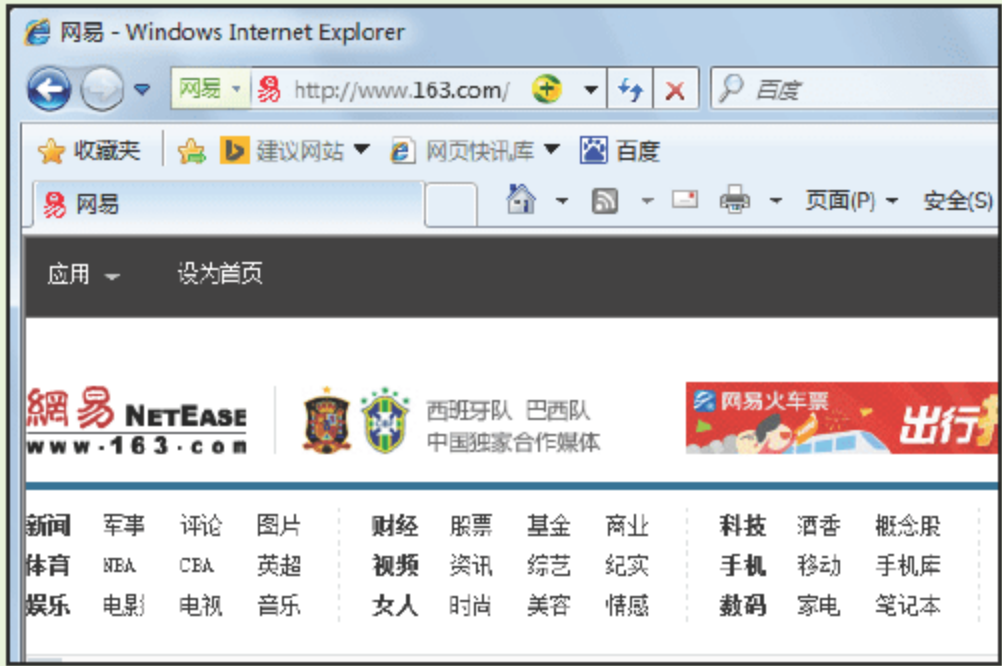 网易 - Windows Internet Explorer
网易 http://www.163.com/ 百度
收藏夹 建议网站 网页快讯库 百度
网易 页面(P) 安全(S)
应用 设为首页
網易 NETEASE
www.163.com
西班牙队 巴西队
中国独家合作媒体
网易火车票
出行
新闻 军事 评论 图片 财经 股票 基金 商业 科技 酒香 概念股
体育 NBA CBA 英超 视频 资讯 综艺 纪实 手机 移动 手机库
娱乐 电影 电视 音乐 女人 时尚 美容 情感 数码 家电 笔记本